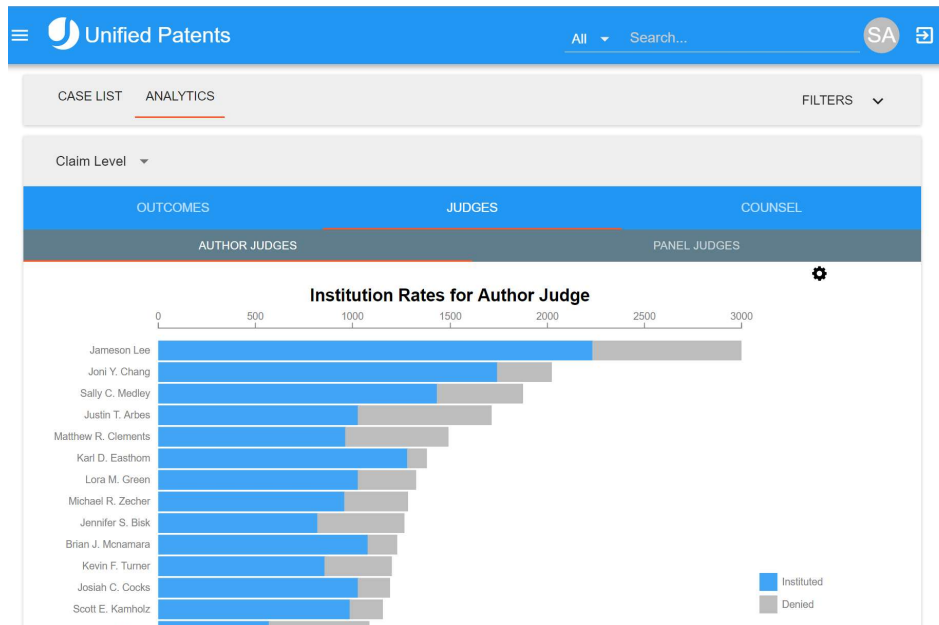 Unified Patents
All Search... SA
CASE LIST ANALYTICS FILTERS
Claim Level
OUTCOMES JUDGES COUNSEL
AUTHOR JUDGES PANEL JUDGES
Institution Rates for Author Judge
0 500 1000 1500 2000 2500 3000
Jameson Lee
Joni Y. Chang
Sally C. Medley
Justin T. Arbes
Matthew R. Clements
Karl D. Easthom
Lora M. Green
Michael R. Zecher
Jennifer S. Bisk
Brian J. Mcnamara
Kevin F. Turner
Josiah C. Cocks
Scott E. Kamholz
Instituted
Denied